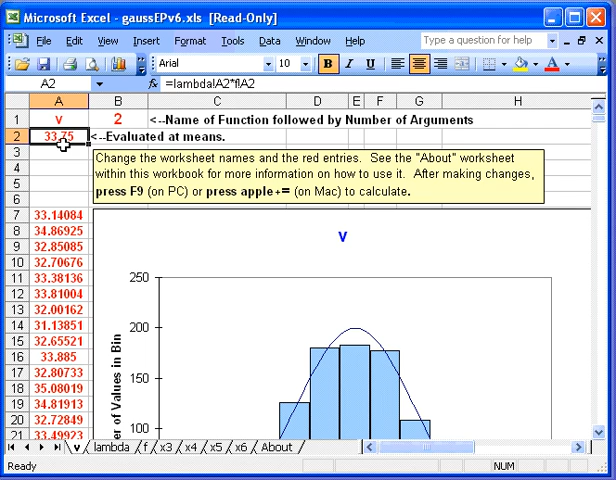 Microsoft Excel - gaussEPv6.xls [Read-Only]
File Edit View Insert Format Tools Data Window Help Type a question for help
Arial 10 B I U
A2 =lambda!A2*f!A2
A B C D E F G H
1 v 2 <--Name of Function followed by Number of Arguments
2 33.75 <--Evaluated at means.
3
4
5
6
Change the worksheet names and the red entries. See the "About" worksheet
within this workbook for more information on how to use it. After making changes,
press F9 (on PC) or press apple+= (on Mac) to calculate.
7 33.14084
8 34.86925
9 32.85085
10 32.70676
11 33.38136
12 33.81004
13 32.00162
14 31.13851
15 32.65521
16 33.885
17 32.80733
18 35.08019
19 34.81913
20 32.72849
21 33.49923
v
250
200
150
100
er of Values in Bin
v lambda f x3 x4 x5 x6 About
Ready NUM